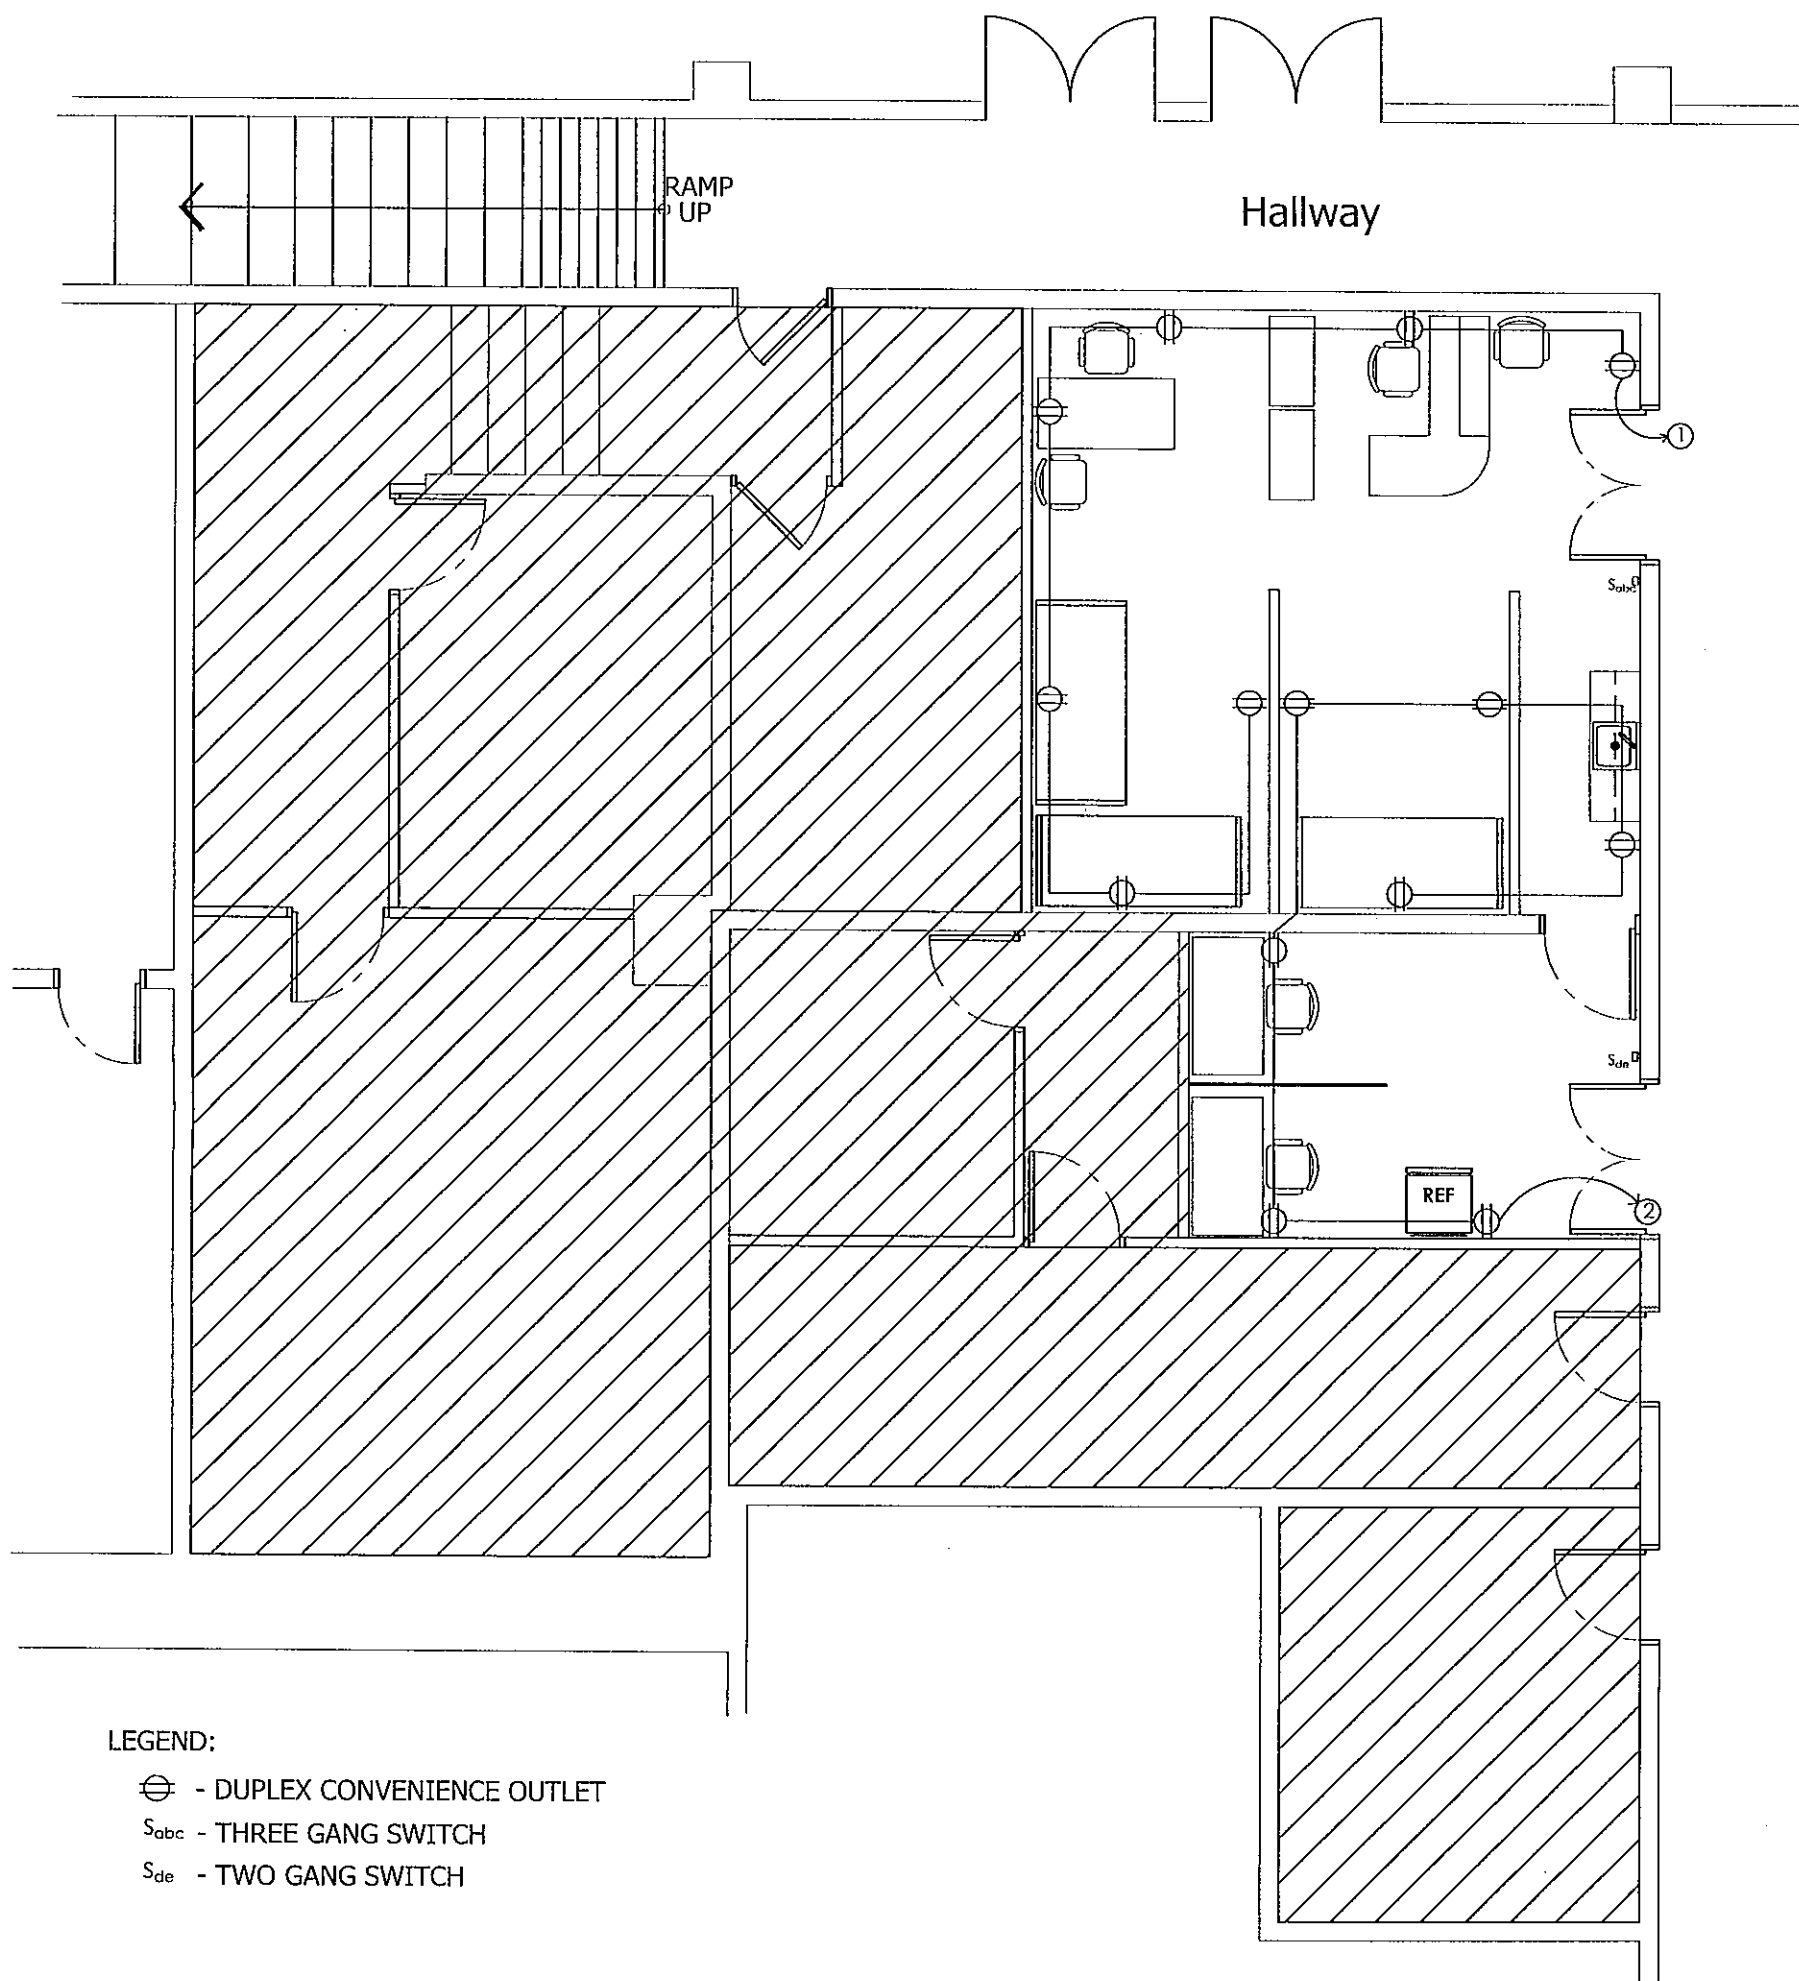 RAMP
UP
Hallway
1
Sabc
Sde
REF
2
LEGEND:
- DUPLEX CONVENIENCE OUTLET
Sabc - THREE GANG SWITCH
Sde - TWO GANG SWITCH